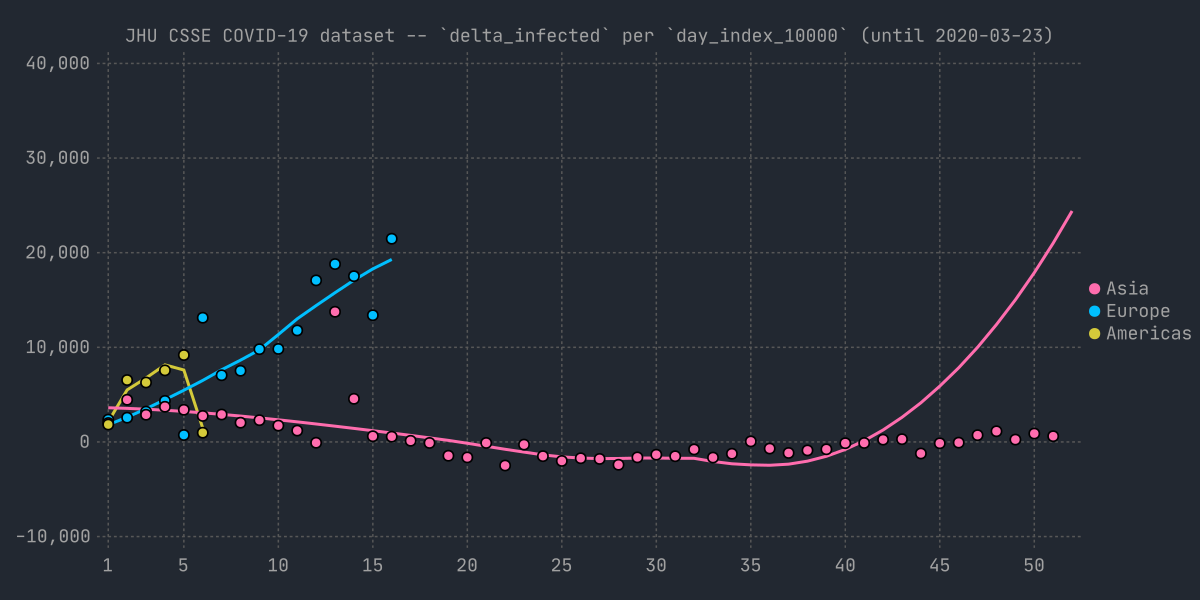 JHU CSSE COVID-19 dataset -- `delta_infected` per `day_index_10000` (until 2020-03-23)
40,000
30,000
20,000
10,000
0
-10,000
1 5 10 15 20 25 30 35 40 45 50
Asia
Europe
Americas